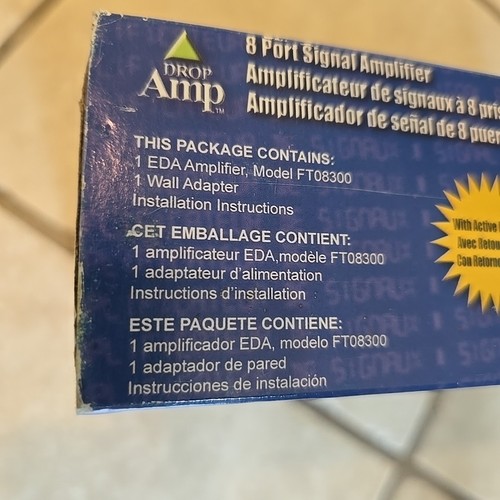 DROP
Amp™
8 Port Signal Amplifier
Amplificateur de signaux à 8
Amplificador de señal de 8
THIS PACKAGE CONTAINS:
1 EDA Amplifier, Model FT08300
1 Wall Adapter
Installation Instructions
CET EMBALLAGE CONTIENT:
1 amplificateur EDA,modèle FT08300
1 adaptateur d'alimentation
Instructions d'installation
ESTE PAQUETE CONTIENE:
1 amplificador EDA, modelo FT08300
1 adaptador de pared
Instrucciones de instalación
With Active
Avec
Con